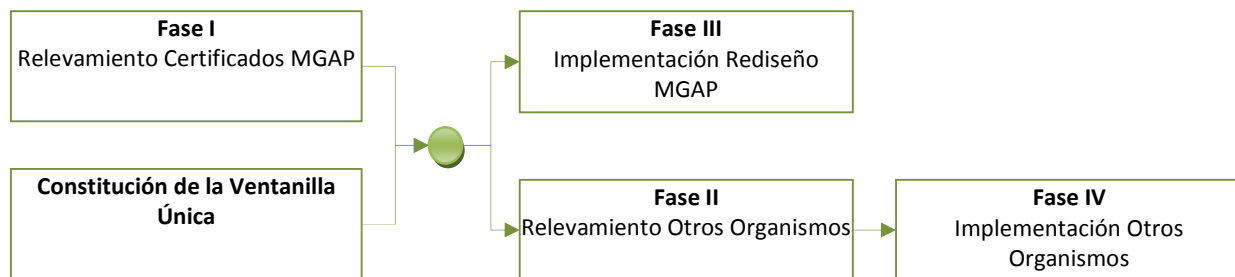 Fase I
Relevamiento Certificados MGAP
Constitución de la Ventanilla
Única
Fase III
Implementación Rediseño
MGAP
Fase II
Relevamiento Otros Organismos
Fase IV
Implementación Otros
Organismos